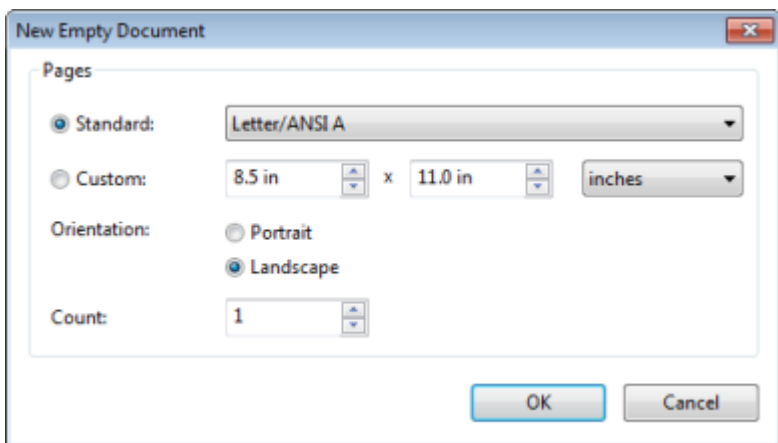 New Empty Document
Pages
Standard: Letter/ANSI A
Custom: 8.5 in x 11.0 in inches
Orientation: Portrait
Landscape
Count: 1
OK Cancel